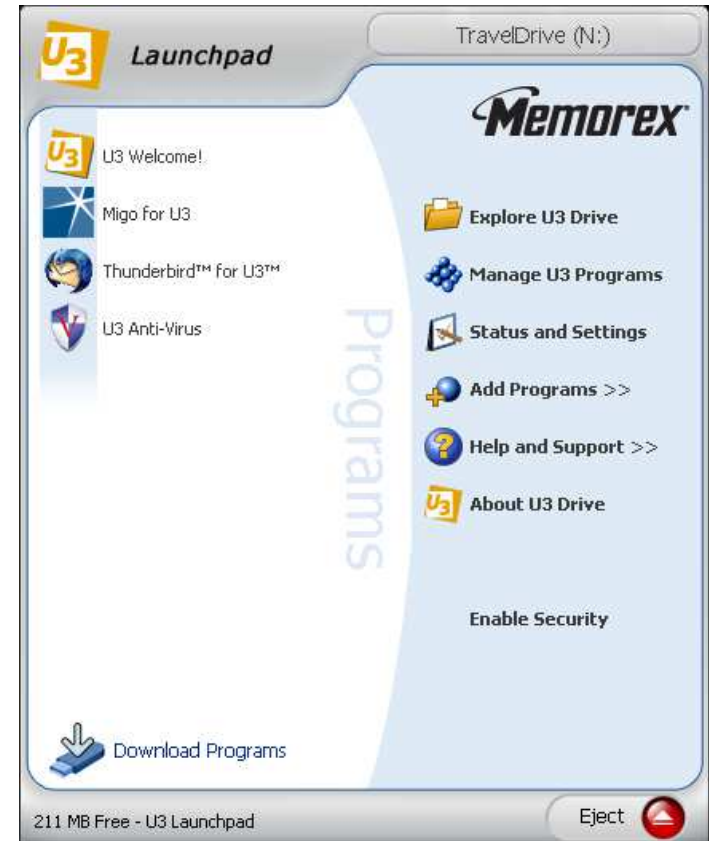 U3
Launchpad
TravelDrive (N:)
Memorex
U3
U3 Welcome!
Migo for U3
Thunderbird™ for U3™
U3 Anti-Virus
Programs
Explore U3 Drive
Manage U3 Programs
Status and Settings
Add Programs >>
Help and Support >>
U3
About U3 Drive
Enable Security
Download Programs
211 MB Free - U3 Launchpad
Eject